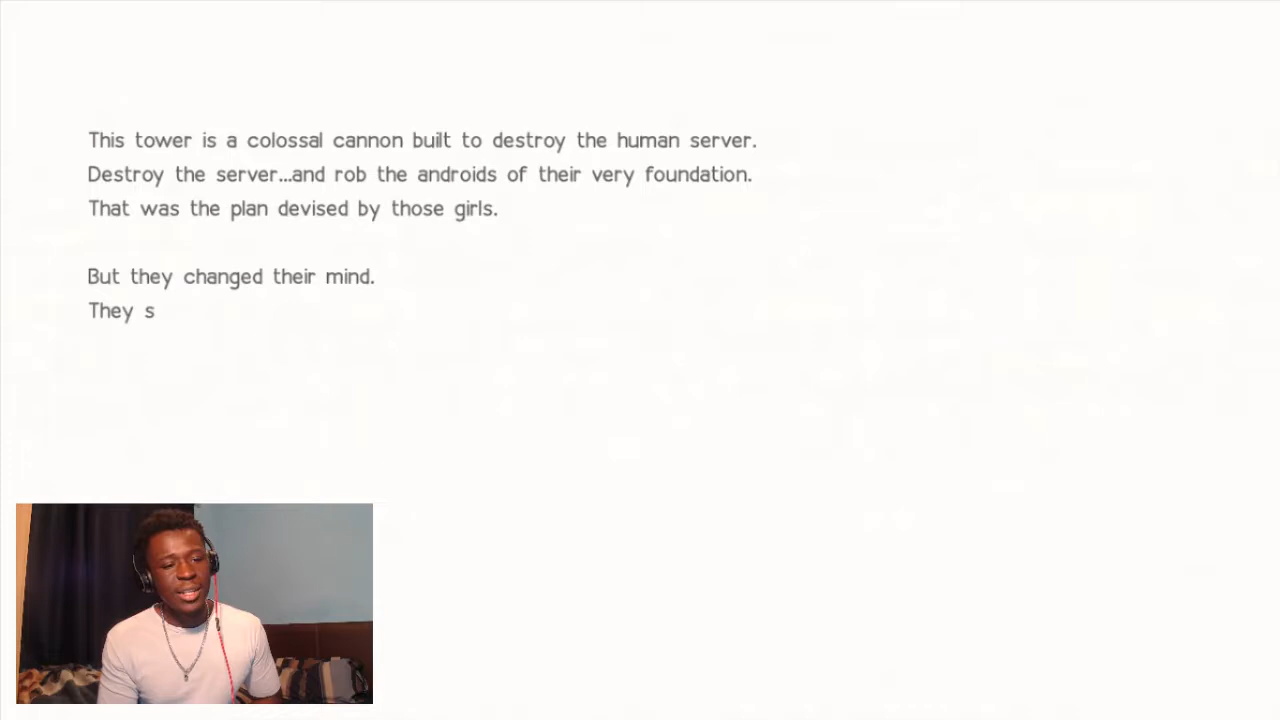 This tower is a colossal cannon built to destroy the human server.
Destroy the server...and rob the androids of their very foundation.
That was the plan devised by those girls.
But they changed their mind.
They s